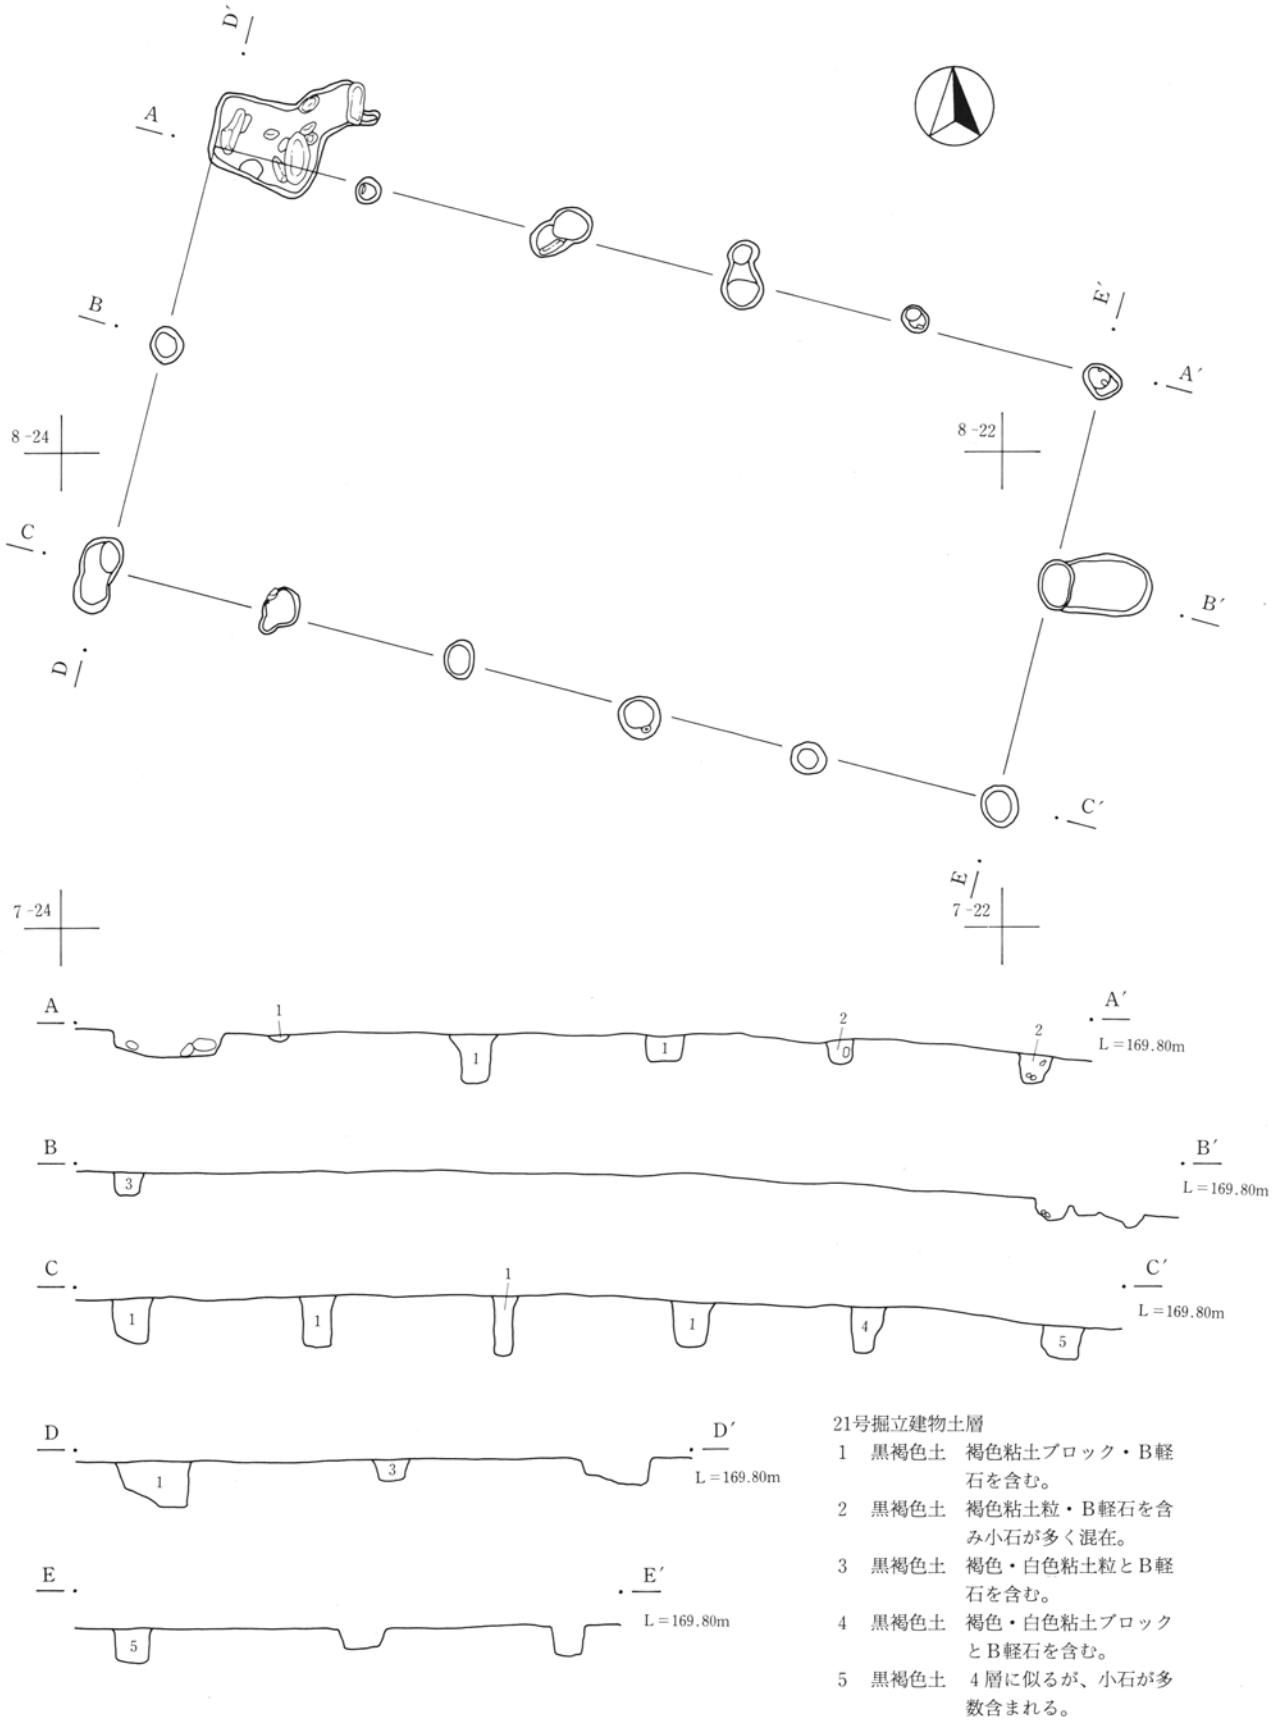 D′
A
E′
B
A′
8-24
8-22
C
B′
D
C′
E
7-24
7-22
A
1
A′
2
2
1
1
L=169.80m
B
B′
3
L=169.80m
C
1
C′
1
1
1
4
5
L=169.80m
D
D′
1
3
L=169.80m
E
E′
5
L=169.80m
21号掘立建物土層
1 黒褐色土 褐色粘土ブロック・B軽
石を含む。
2 黒褐色土 褐色粘土粒・B軽石を含
み小石が多く混在。
3 黒褐色土 褐色・白色粘土粒とB軽
石を含む。
4 黒褐色土 褐色・白色粘土ブロック
とB軽石を含む。
5 黒褐色土 4層に似るが、小石が多
数含まれる。